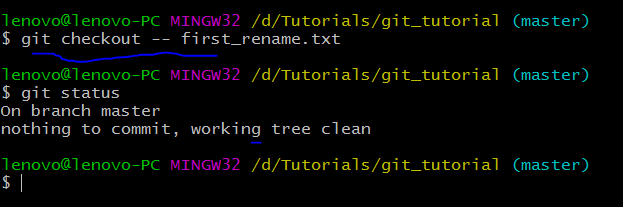 lenovo@lenovo-PC MINGW32 /d/Tutorials/git_tutorial (master)
$ git checkout -- first_rename.txt
lenovo@lenovo-PC MINGW32 /d/Tutorials/git_tutorial (master)
$ git status
On branch master
nothing to commit, working tree clean
lenovo@lenovo-PC MINGW32 /d/Tutorials/git_tutorial (master)
$